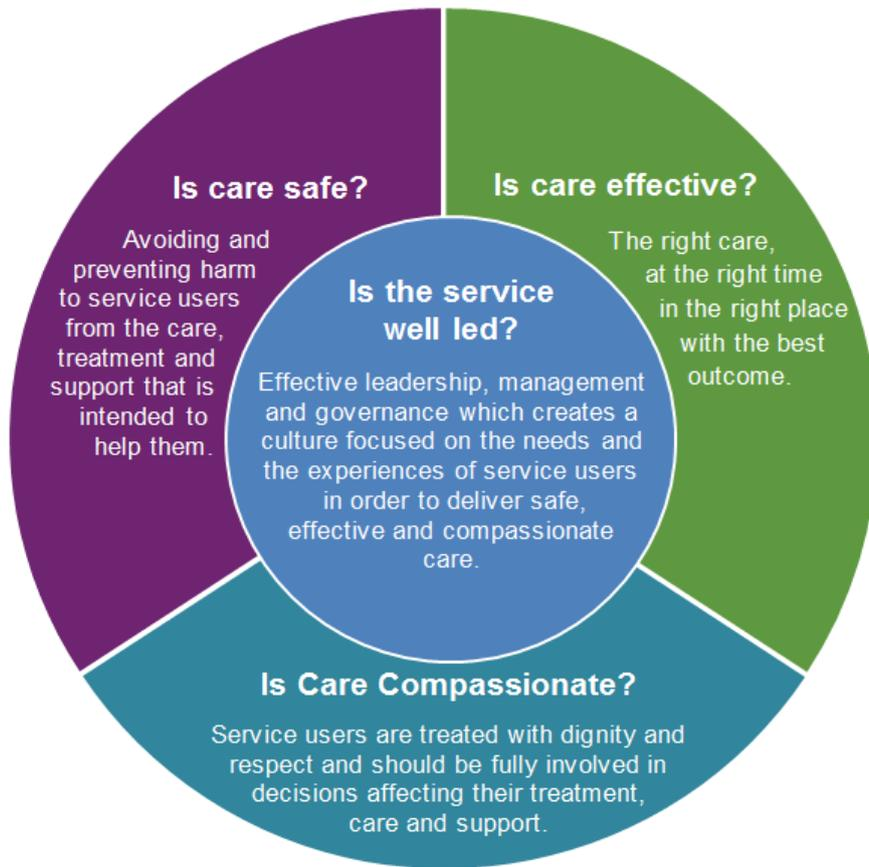 Is care safe?
Avoiding and
preventing harm
to service users
from the care,
treatment and
support that is
intended to
help them.
Is care effective?
The right care,
at the right time
in the right place
with the best
outcome.
Is the service
well led?
Effective leadership, management
and governance which creates a
culture focused on the needs and
the experiences of service users
in order to deliver safe,
effective and compassionate
care.
Is Care Compassionate?
Service users are treated with dignity and
respect and should be fully involved in
decisions affecting their treatment,
care and support.